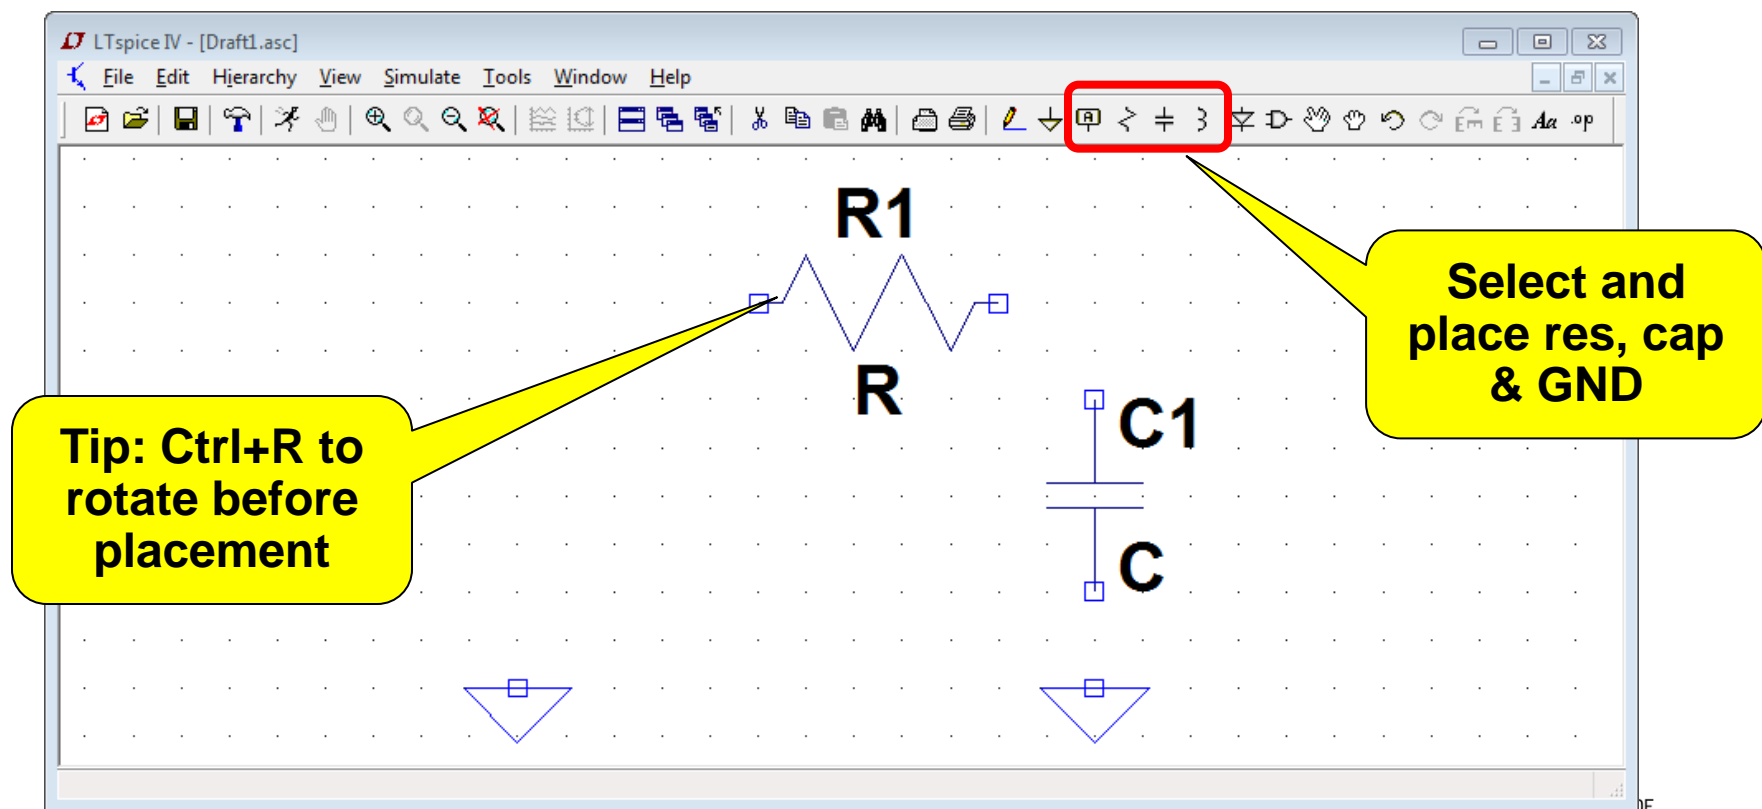 LTspice IV - [Draft1.asc]
File Edit Hierarchy View Simulate Tools Window Help
A Aa .op
R1
Select and
place res, cap
& GND
R
C1
Tip: Ctrl+R to
rotate before
placement
C